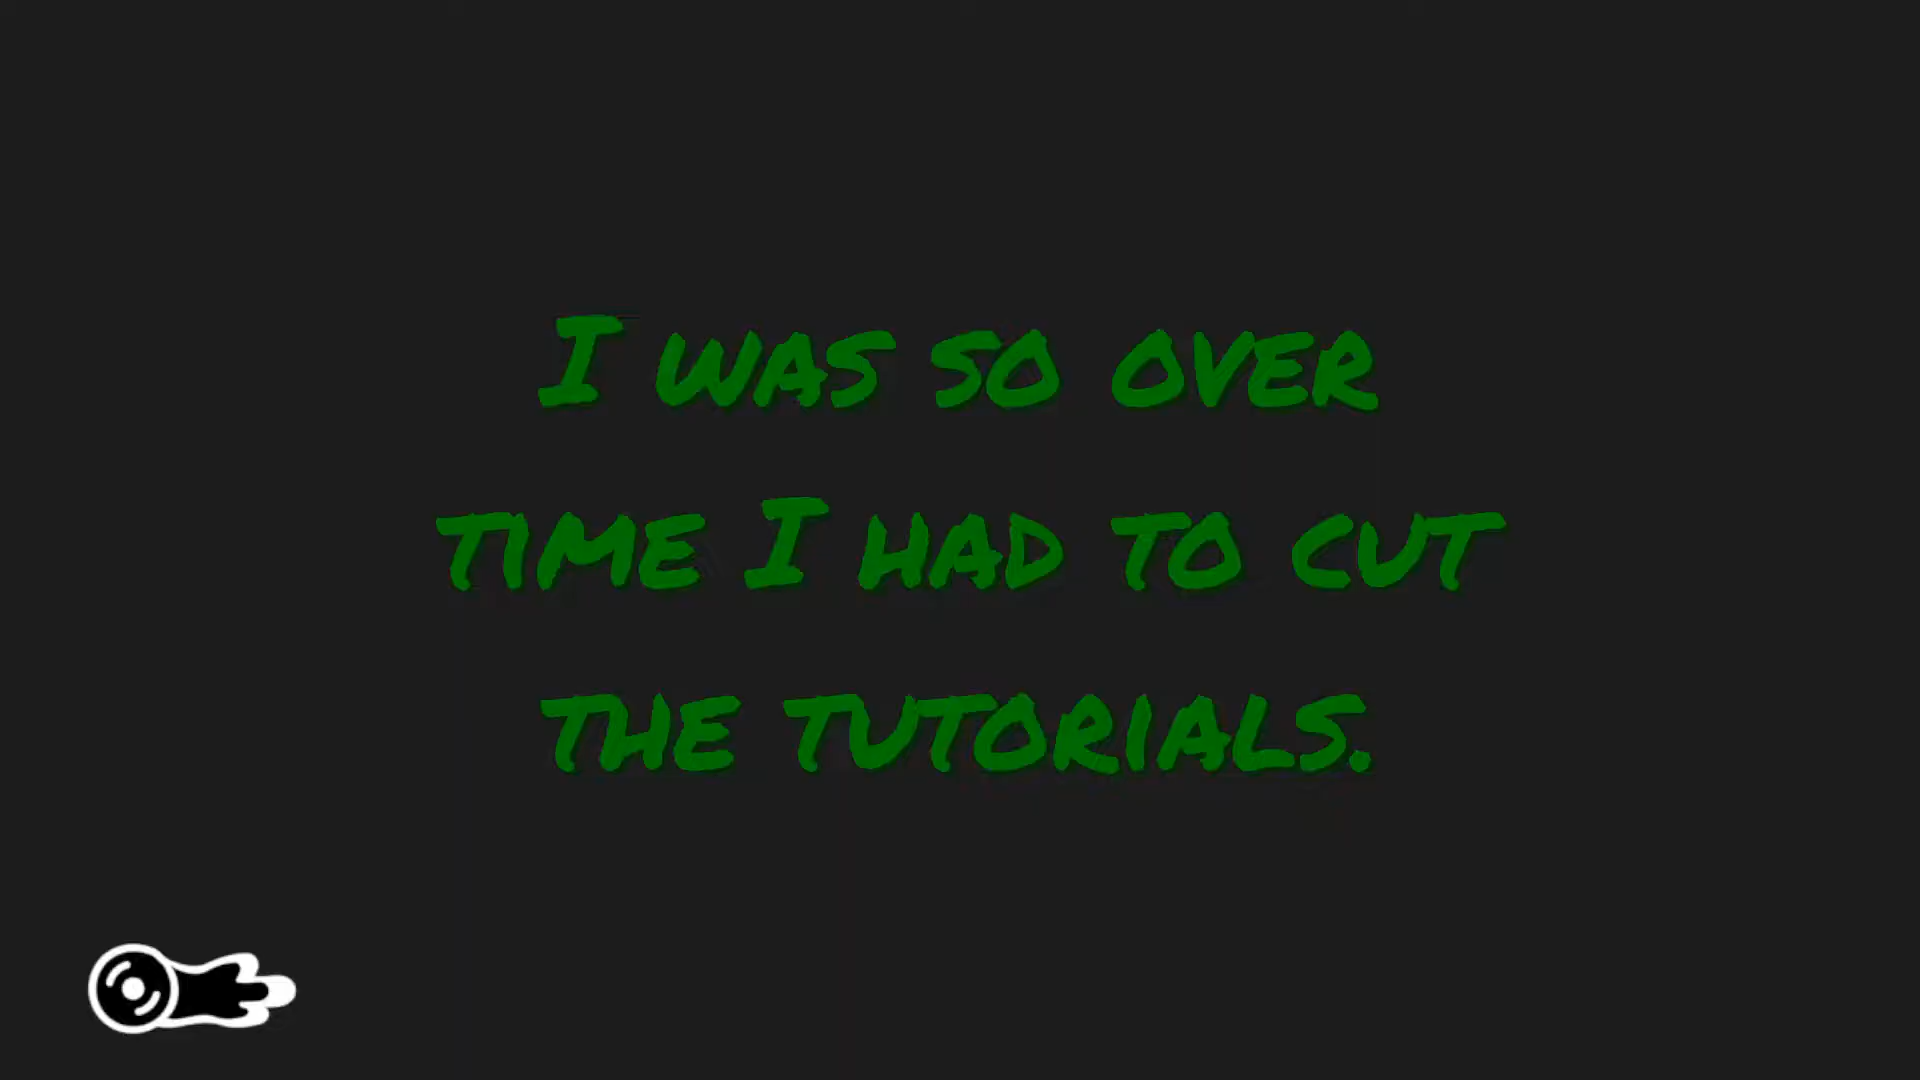 I was so over
time I had to cut
the tutorials.